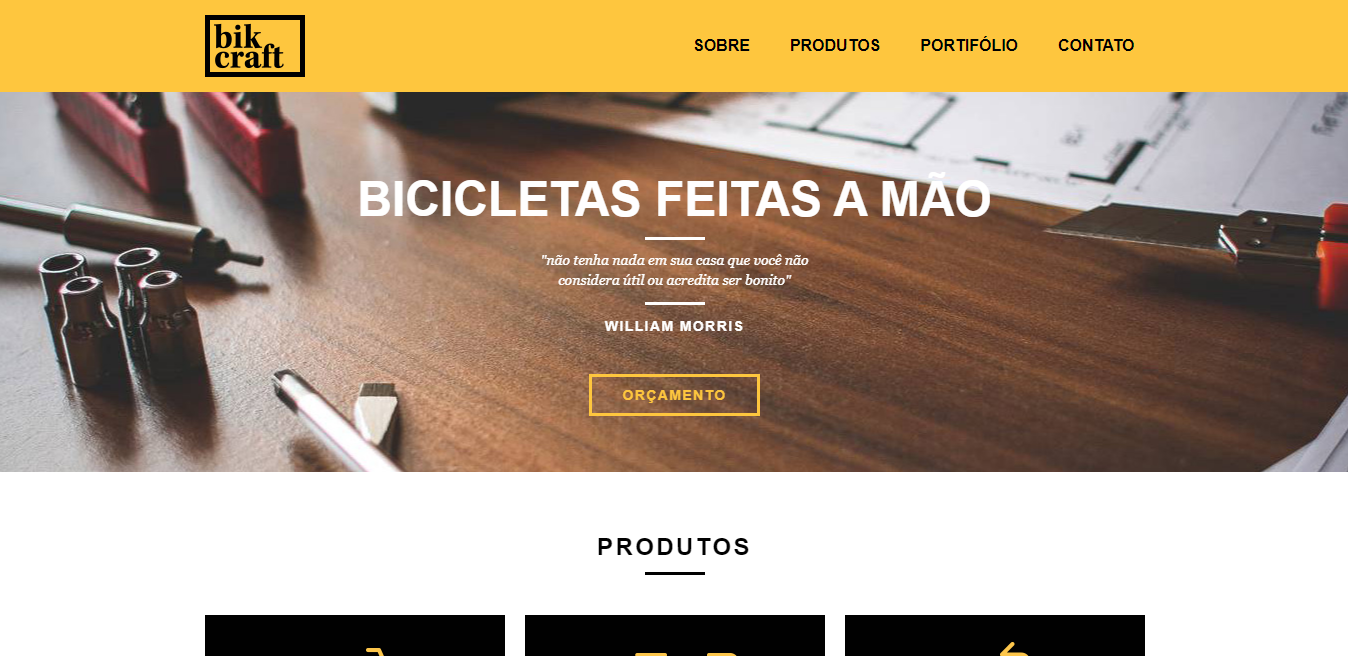 bik
craft
SOBRE PRODUTOS PORTIFÓLIO CONTATO
BICICLETAS FEITAS A MÃO
"não tenha nada em sua casa que você não
considera útil ou acredita ser bonito"
WILLIAM MORRIS
ORÇAMENTO
PRODUTOS